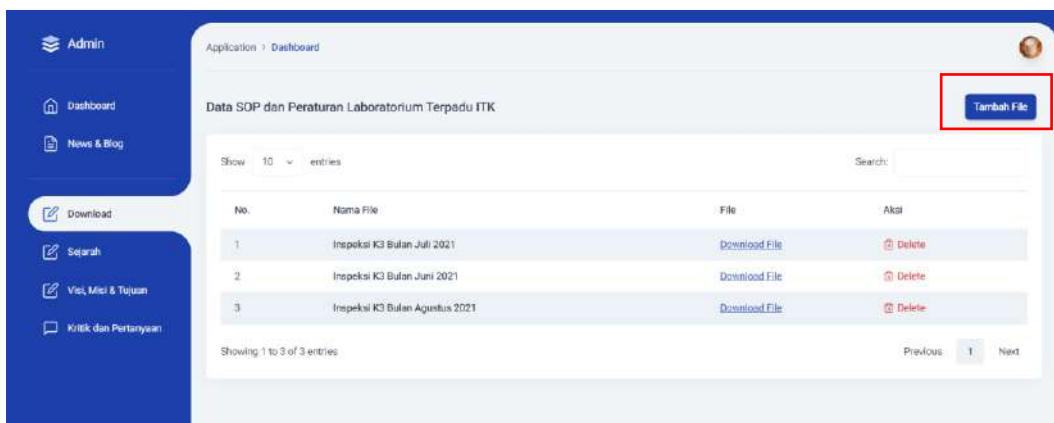 Admin
Application > Dashboard
Dashboard
Data SOP dan Peraturan Laboratorium Terpadu ITK
Tambah File
News & Blog
Show 10 entries
Search:
Download
No. Nama File File Aksi
Sejarah
1 Inspeksi K3 Bulan Juli 2021 Download File Delete
2 Inspeksi K3 Bulan Juni 2021 Download File Delete
Visi, Misi & Tujuan
3 Inspeksi K3 Bulan Agustus 2021 Download File Delete
Kritik dan Pertanyaan
Showing 1 to 3 of 3 entries
Previous 1 Next